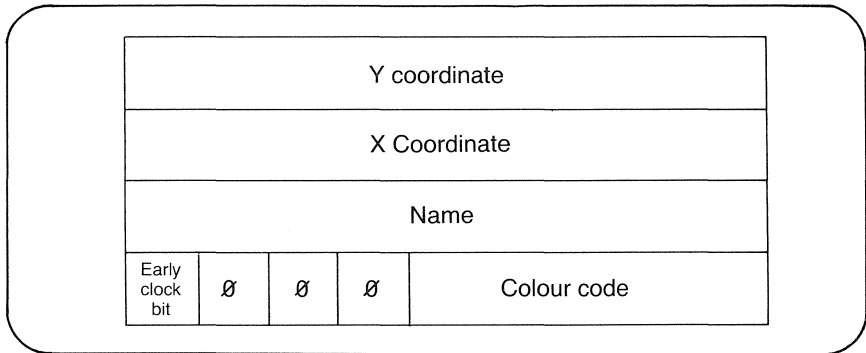 Y coordinate
X Coordinate
Name
Early
clock
bit
Ø
Ø
Ø
Colour code